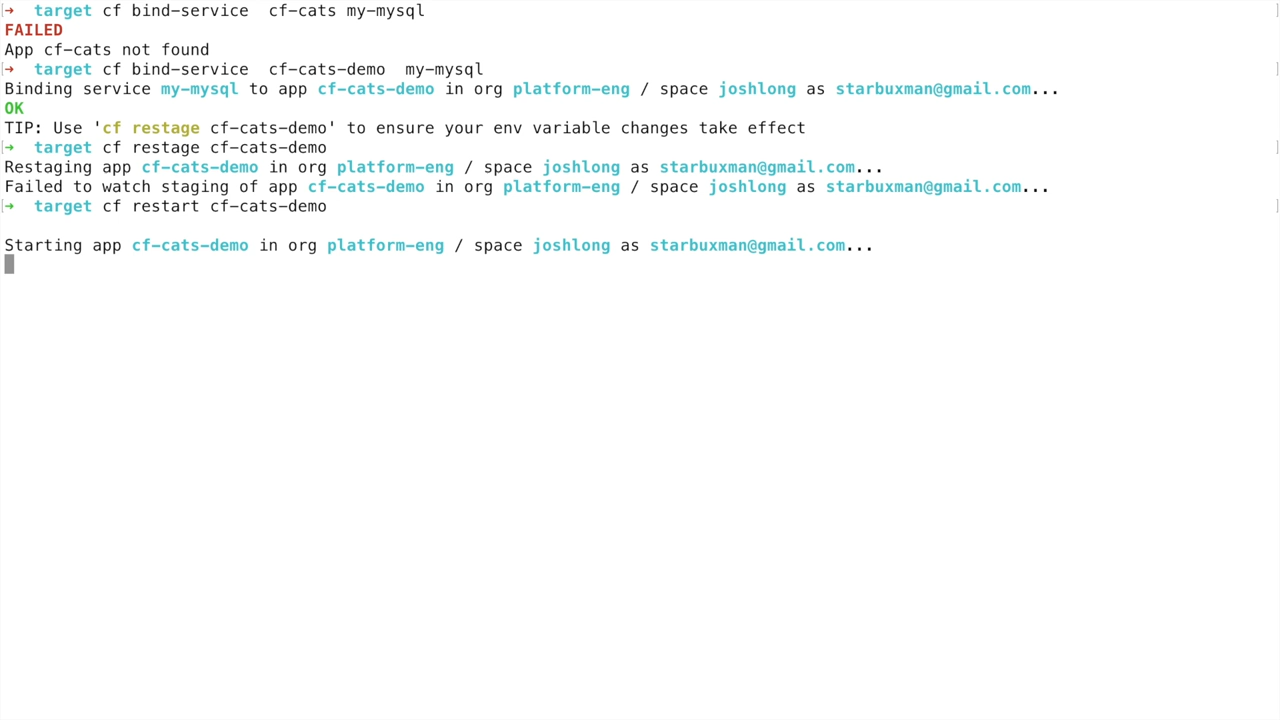 ➜  target cf bind-service  cf-cats my-mysql
FAILED
App cf-cats not found
➜  target cf bind-service  cf-cats-demo  my-mysql
Binding service my-mysql to app cf-cats-demo in org platform-eng / space joshlong as starbuxman@gmail.com...
OK
TIP: Use 'cf restage cf-cats-demo' to ensure your env variable changes take effect
➜  target cf restage cf-cats-demo
Restaging app cf-cats-demo in org platform-eng / space joshlong as starbuxman@gmail.com...
Failed to watch staging of app cf-cats-demo in org platform-eng / space joshlong as starbuxman@gmail.com...
➜  target cf restart cf-cats-demo
Starting app cf-cats-demo in org platform-eng / space joshlong as starbuxman@gmail.com...